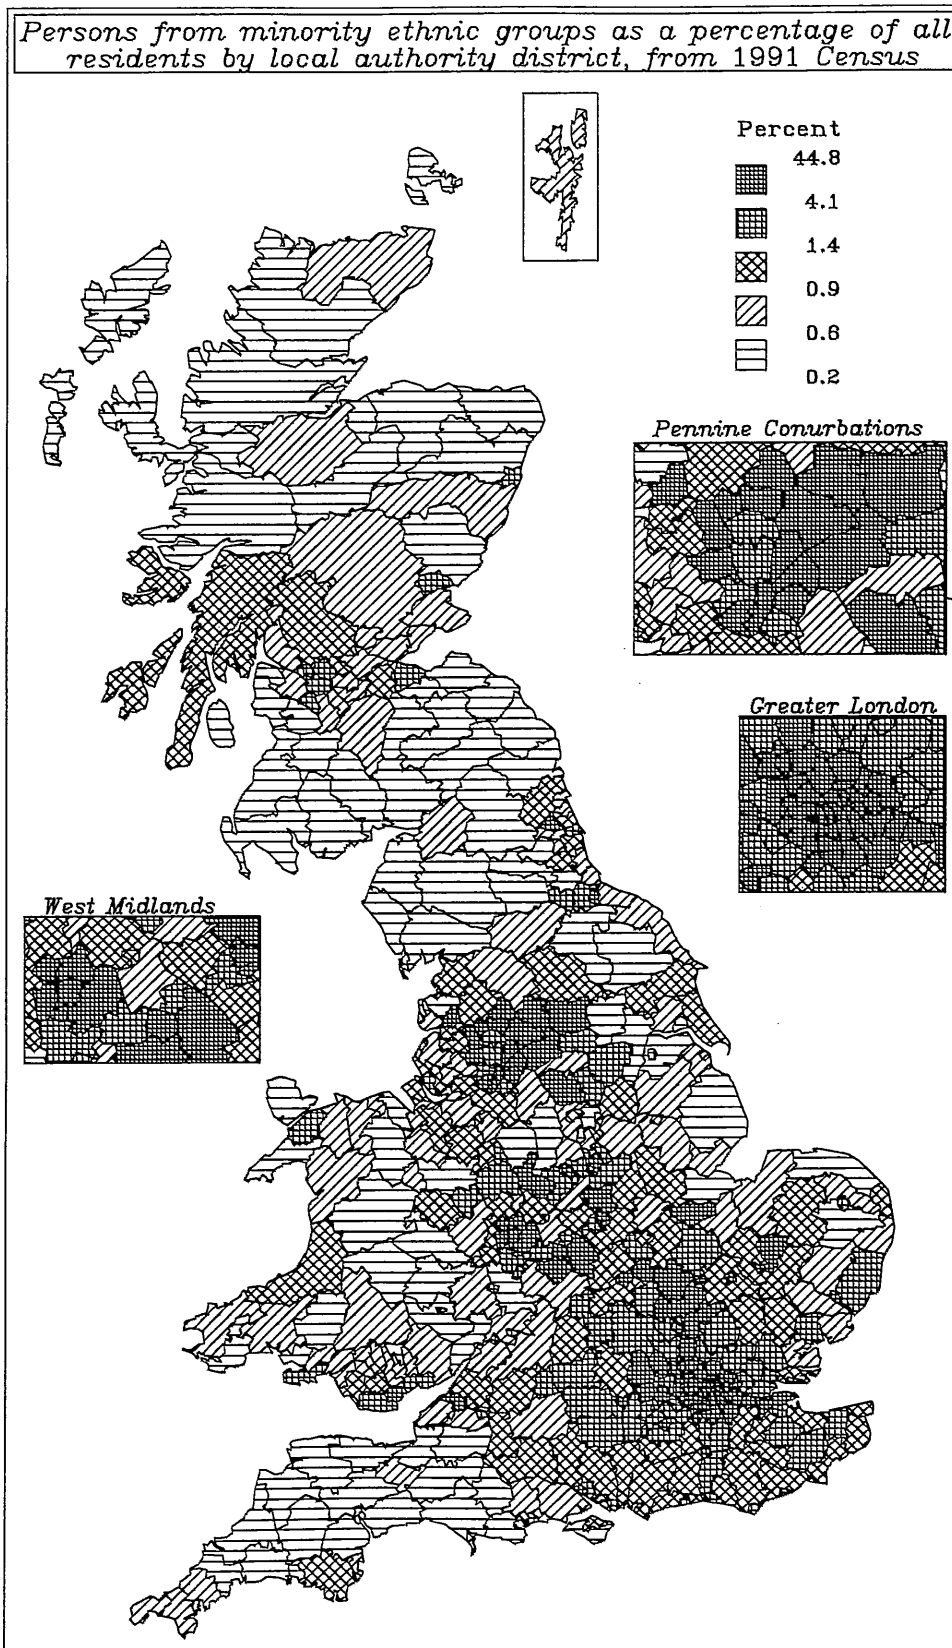 Persons from minority ethnic groups as a percentage of all
residents by local authority district, from 1991 Census
Percent
44.8
4.1
1.4
0.9
0.6
0.2
Pennine Conurbations
Greater London
West Midlands